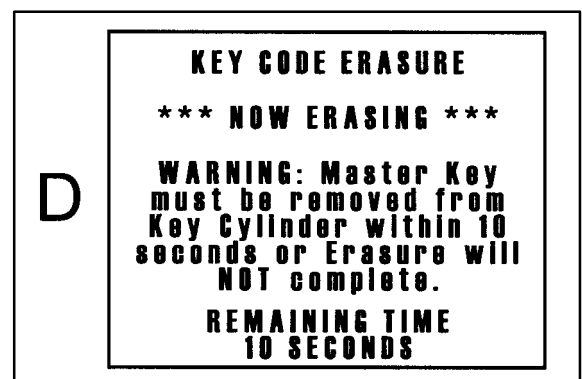 D
KEY CODE ERASURE
*** NOW ERASING ***
WARNING: Master Key
must be removed from
Key Cylinder within 10
seconds or Erasure will
NOT complete.
REMAINING TIME
10 SECONDS